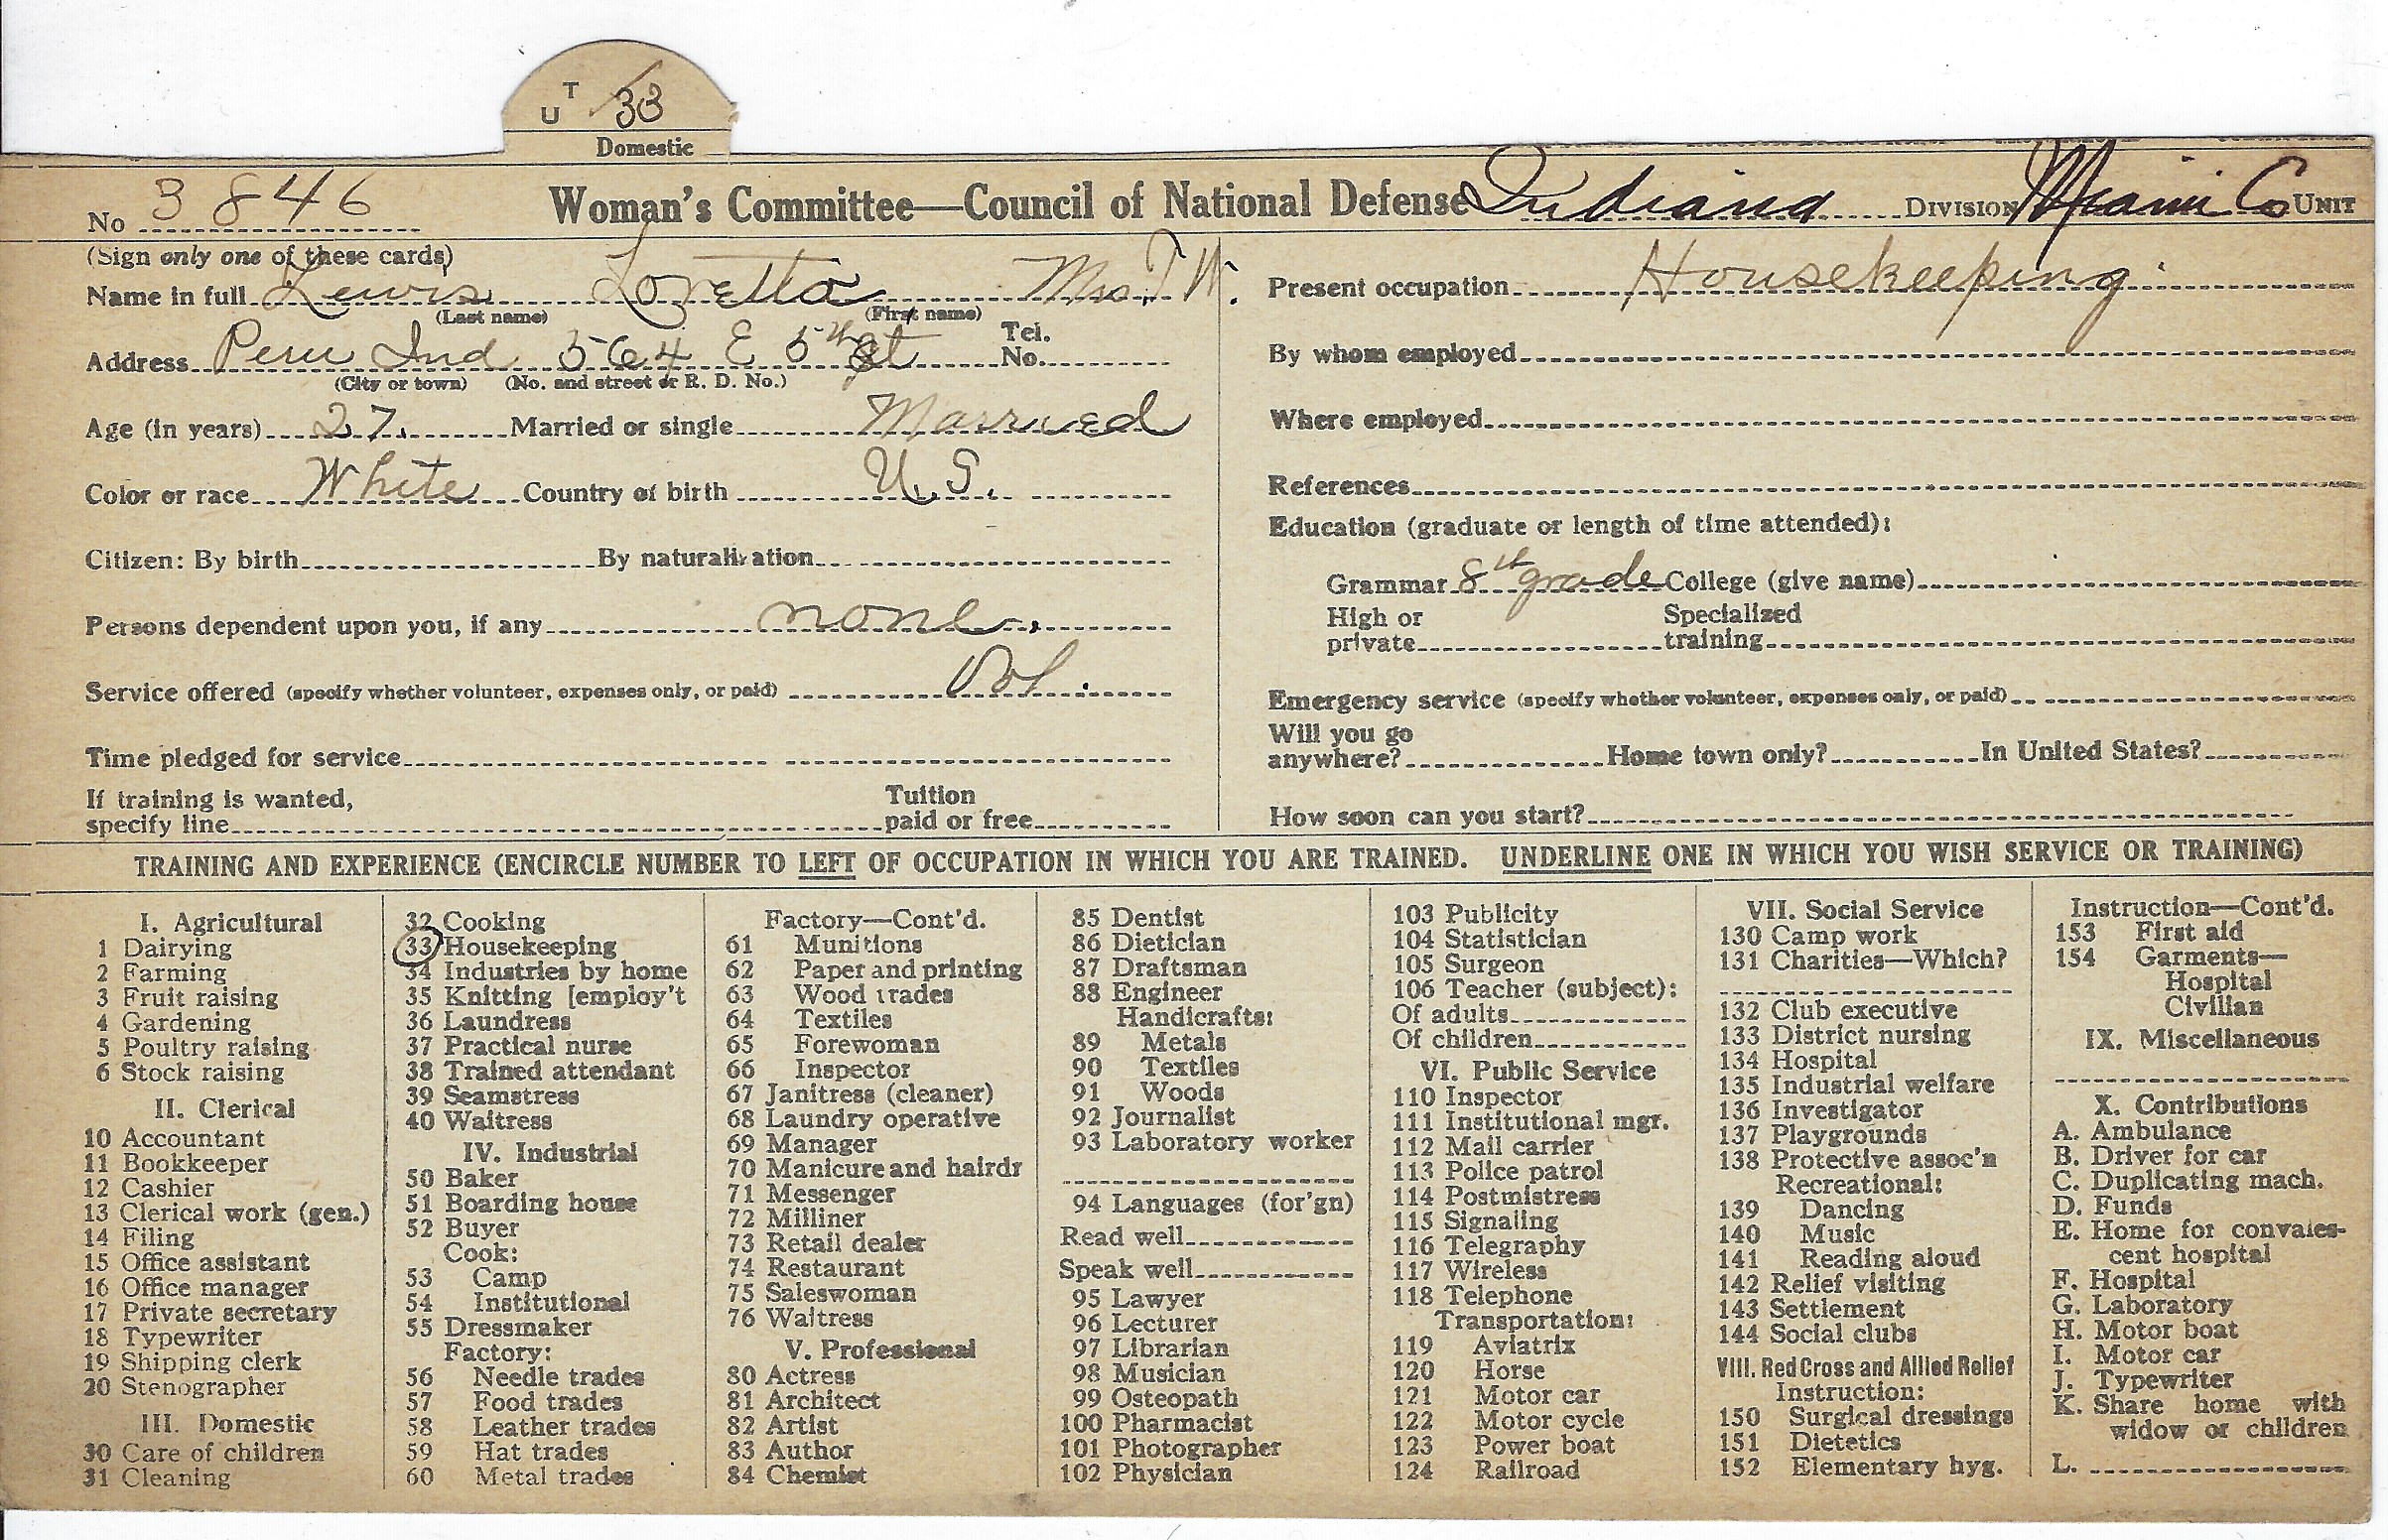 T
U 33
Domestic
No 3846 Woman's Committee—Council of National Defense Indiana DIVISION Miami Co UNIT
(Sign only one of these cards)
Name in full Lewis Loretta Mrs. T. W.
(Last name) (First name)
Address Peru Ind 564 E 5th St Tel. No.
(City or town) (No. and street or R. D. No.)
Age (in years) 27. Married or single Married
Color or race White Country of birth U. S.
Citizen: By birth By naturalization
Persons dependent upon you, if any none.
Service offered (specify whether volunteer, expenses only, or paid) Vol.
Time pledged for service
If training is wanted,
specify line Tuition paid or free
Present occupation Housekeeping.
By whom employed
Where employed
References
Education (graduate or length of time attended):
Grammar 8th grade College (give name)
High or private Specialized training
Emergency service (specify whether volunteer, expenses only, or paid)
Will you go
anywhere? Home town only? In United States?
How soon can you start?
TRAINING AND EXPERIENCE (ENCIRCLE NUMBER TO LEFT OF OCCUPATION IN WHICH YOU ARE TRAINED. UNDERLINE ONE IN WHICH YOU WISH SERVICE OR TRAINING)
I. Agricultural
1 Dairying
2 Farming
3 Fruit raising
4 Gardening
5 Poultry raising
6 Stock raising
II. Clerical
10 Accountant
11 Bookkeeper
12 Cashier
13 Clerical work (gen.)
14 Filing
15 Office assistant
16 Office manager
17 Private secretary
18 Typewriter
19 Shipping clerk
20 Stenographer
III. Domestic
30 Care of children
31 Cleaning
32 Cooking
33 Housekeeping
34 Industries by home
35 Knitting [employ't
36 Laundress
37 Practical nurse
38 Trained attendant
39 Seamstress
40 Waitress
IV. Industrial
50 Baker
51 Boarding house
52 Buyer
Cook:
53 Camp
54 Institutional
55 Dressmaker
Factory:
56 Needle trades
57 Food trades
58 Leather trades
59 Hat trades
60 Metal trades
Factory—Cont'd.
61 Munitions
62 Paper and printing
63 Wood trades
64 Textiles
65 Forewoman
66 Inspector
67 Janitress (cleaner)
68 Laundry operative
69 Manager
70 Manicure and hairdr
71 Messenger
72 Milliner
73 Retail dealer
74 Restaurant
75 Saleswoman
76 Waitress
V. Professional
80 Actress
81 Architect
82 Artist
83 Author
84 Chemist
85 Dentist
86 Dietician
87 Draftsman
88 Engineer
Handicrafts:
89 Metals
90 Textiles
91 Woods
92 Journalist
93 Laboratory worker
94 Languages (for'gn)
Read well
Speak well
95 Lawyer
96 Lecturer
97 Librarian
98 Musician
99 Osteopath
100 Pharmacist
101 Photographer
102 Physician
103 Publicity
104 Statistician
105 Surgeon
106 Teacher (subject):
Of adults
Of children
VI. Public Service
110 Inspector
111 Institutional mgr.
112 Mail carrier
113 Police patrol
114 Postmistress
115 Signaling
116 Telegraphy
117 Wireless
118 Telephone
Transportation:
119 Aviatrix
120 Horse
121 Motor car
122 Motor cycle
123 Power boat
124 Railroad
VII. Social Service
130 Camp work
131 Charities—Which?
132 Club executive
133 District nursing
134 Hospital
135 Industrial welfare
136 Investigator
137 Playgrounds
138 Protective assoc'n
Recreational:
139 Dancing
140 Music
141 Reading aloud
142 Relief visiting
143 Settlement
144 Social clubs
VIII. Red Cross and Allied Relief
Instruction:
150 Surgical dressings
151 Dietetics
152 Elementary hyg.
Instruction—Cont'd.
153 First aid
154 Garments—
Hospital
Civilian
IX. Miscellaneous
X. Contributions
A. Ambulance
B. Driver for car
C. Duplicating mach.
D. Funds
E. Home for convales-
cent hospital
F. Hospital
G. Laboratory
H. Motor boat
I. Motor car
J. Typewriter
K. Share home with
widow or children
L.